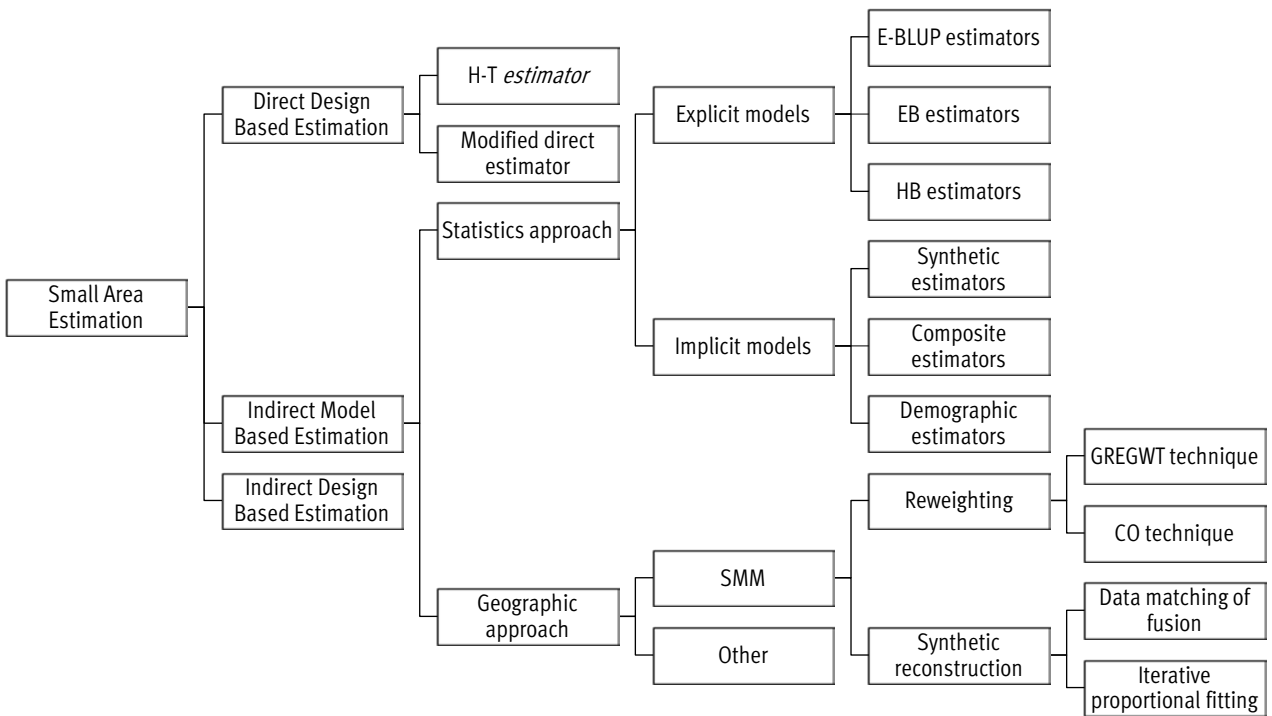 Small Area
Estimation
Direct Design
Based Estimation
H-T estimator
Modified direct
estimator
Indirect Model
Based Estimation
Statistics approach
Explicit models
E-BLUP estimators
EB estimators
HB estimators
Implicit models
Synthetic
estimators
Composite
estimators
Demographic
estimators
Geographic
approach
SMM
Reweighting
GREGWT technique
CO technique
Synthetic
reconstruction
Data matching of
fusion
Iterative
proportional fitting
Other
Indirect Design
Based Estimation